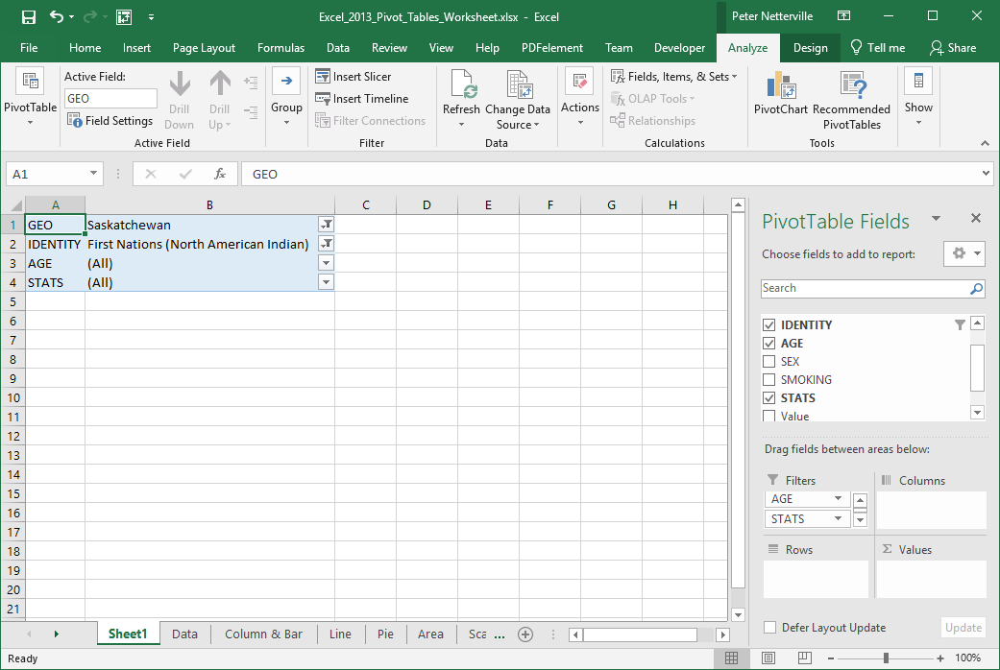 Excel_2013_Pivot_Tables_Worksheet.xlsx - Excel
Peter Netterville
File Home Insert Page Layout Formulas Data Review View Help PDFelement Team Developer Analyze Design Tell me Share
PivotTable
Active Field:
GEO
Field Settings
Drill Down
Drill Up
Active Field
Group
Insert Slicer
Insert Timeline
Filter Connections
Filter
Refresh
Change Data Source
Data
Actions
Fields, Items, & Sets
OLAP Tools
Relationships
Calculations
PivotChart
Recommended PivotTables
Tools
Show
A1
fx
GEO
A B C D E F G H
1 GEO Saskatchewan
2 IDENTITY First Nations (North American Indian)
3 AGE (All)
4 STATS (All)
5
6
7
8
9
10
11
12
13
14
15
16
17
18
19
20
21
PivotTable Fields
Choose fields to add to report:
Search
IDENTITY
AGE
SEX
SMOKING
STATS
Value
Drag fields between areas below:
Filters
AGE
STATS
Columns
Rows
Σ Values
Defer Layout Update
Update
Sheet1 Data Column & Bar Line Pie Area Sca ...
Ready
100%